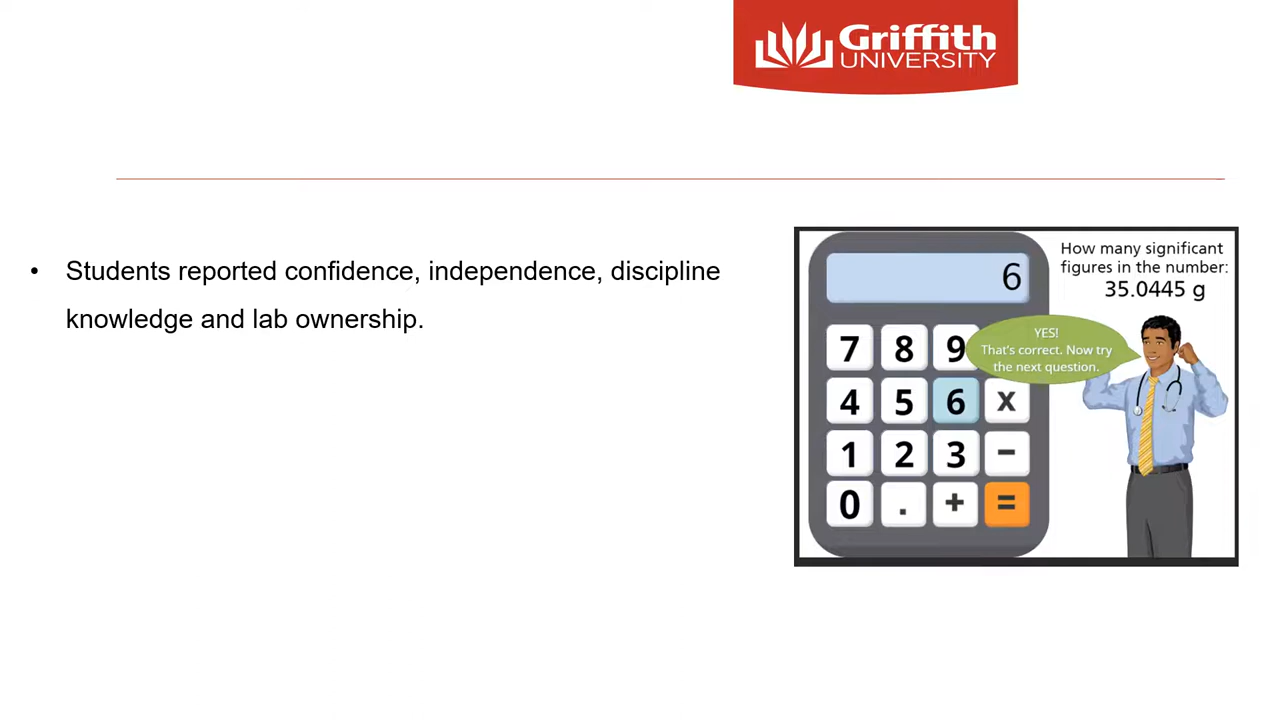 Griffith
UNIVERSITY
• Students reported confidence, independence, discipline
knowledge and lab ownership.
6
How many significant
figures in the number:
35.0445 g
YES!
That's correct. Now try
the next question.
7 8 9
4 5 6 x
1 2 3 −
0 . + =